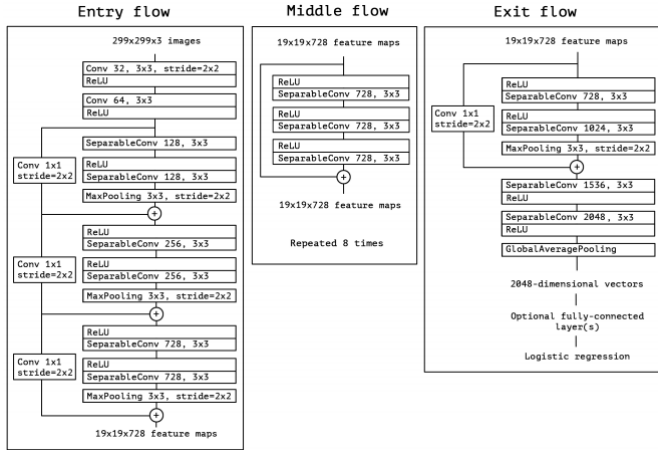 Entry flow
299x299x3 images
Conv 32, 3x3, stride=2x2
ReLU
Conv 64, 3x3
ReLU
SeparableConv 128, 3x3
Conv 1x1
stride=2x2
ReLU
SeparableConv 128, 3x3
MaxPooling 3x3, stride=2x2
+
ReLU
SeparableConv 256, 3x3
Conv 1x1
stride=2x2
ReLU
SeparableConv 256, 3x3
MaxPooling 3x3, stride=2x2
+
ReLU
SeparableConv 728, 3x3
Conv 1x1
stride=2x2
ReLU
SeparableConv 728, 3x3
MaxPooling 3x3, stride=2x2
+
19x19x728 feature maps
Middle flow
19x19x728 feature maps
ReLU
SeparableConv 728, 3x3
ReLU
SeparableConv 728, 3x3
ReLU
SeparableConv 728, 3x3
+
19x19x728 feature maps
Repeated 8 times
Exit flow
19x19x728 feature maps
ReLU
SeparableConv 728, 3x3
Conv 1x1
stride=2x2
ReLU
SeparableConv 1024, 3x3
MaxPooling 3x3, stride=2x2
+
SeparableConv 1536, 3x3
ReLU
SeparableConv 2048, 3x3
ReLU
GlobalAveragePooling
2048-dimensional vectors
Optional fully-connected
layer(s)
Logistic regression